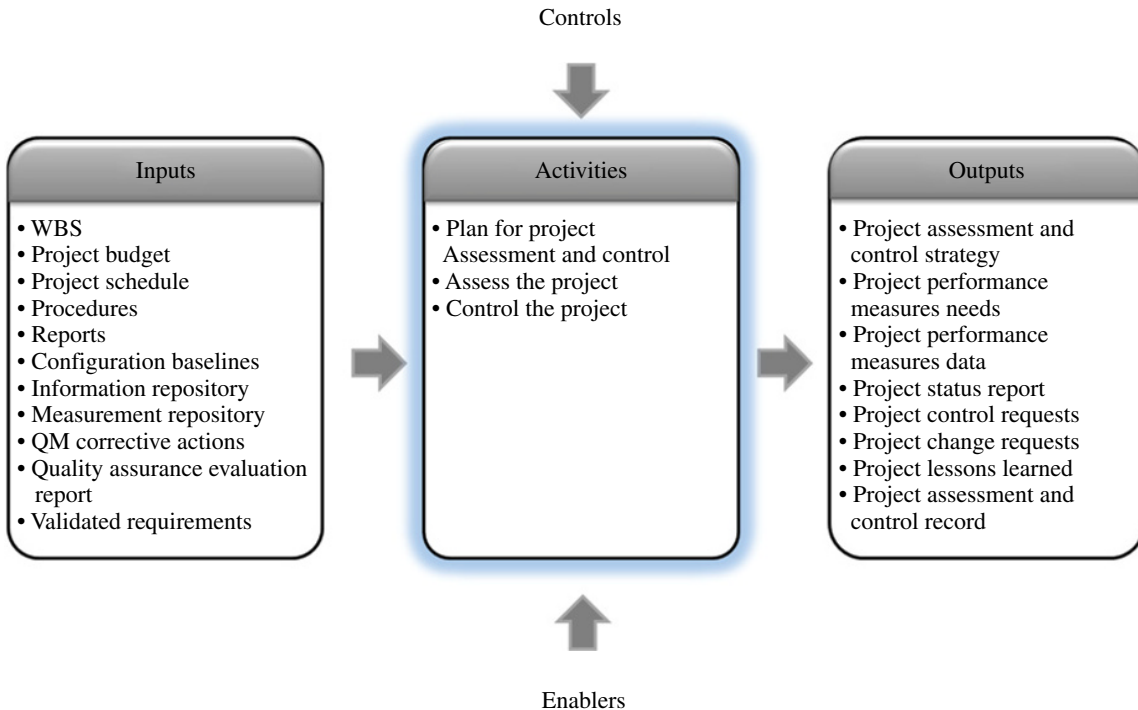 Controls
Inputs
• WBS
• Project budget
• Project schedule
• Procedures
• Reports
• Configuration baselines
• Information repository
• Measurement repository
• QM corrective actions
• Quality assurance evaluation
report
• Validated requirements
Activities
• Plan for project
Assessment and control
• Assess the project
• Control the project
Outputs
• Project assessment and
control strategy
• Project performance
measures needs
• Project performance
measures data
• Project status report
• Project control requests
• Project change requests
• Project lessons learned
• Project assessment and
control record
Enablers